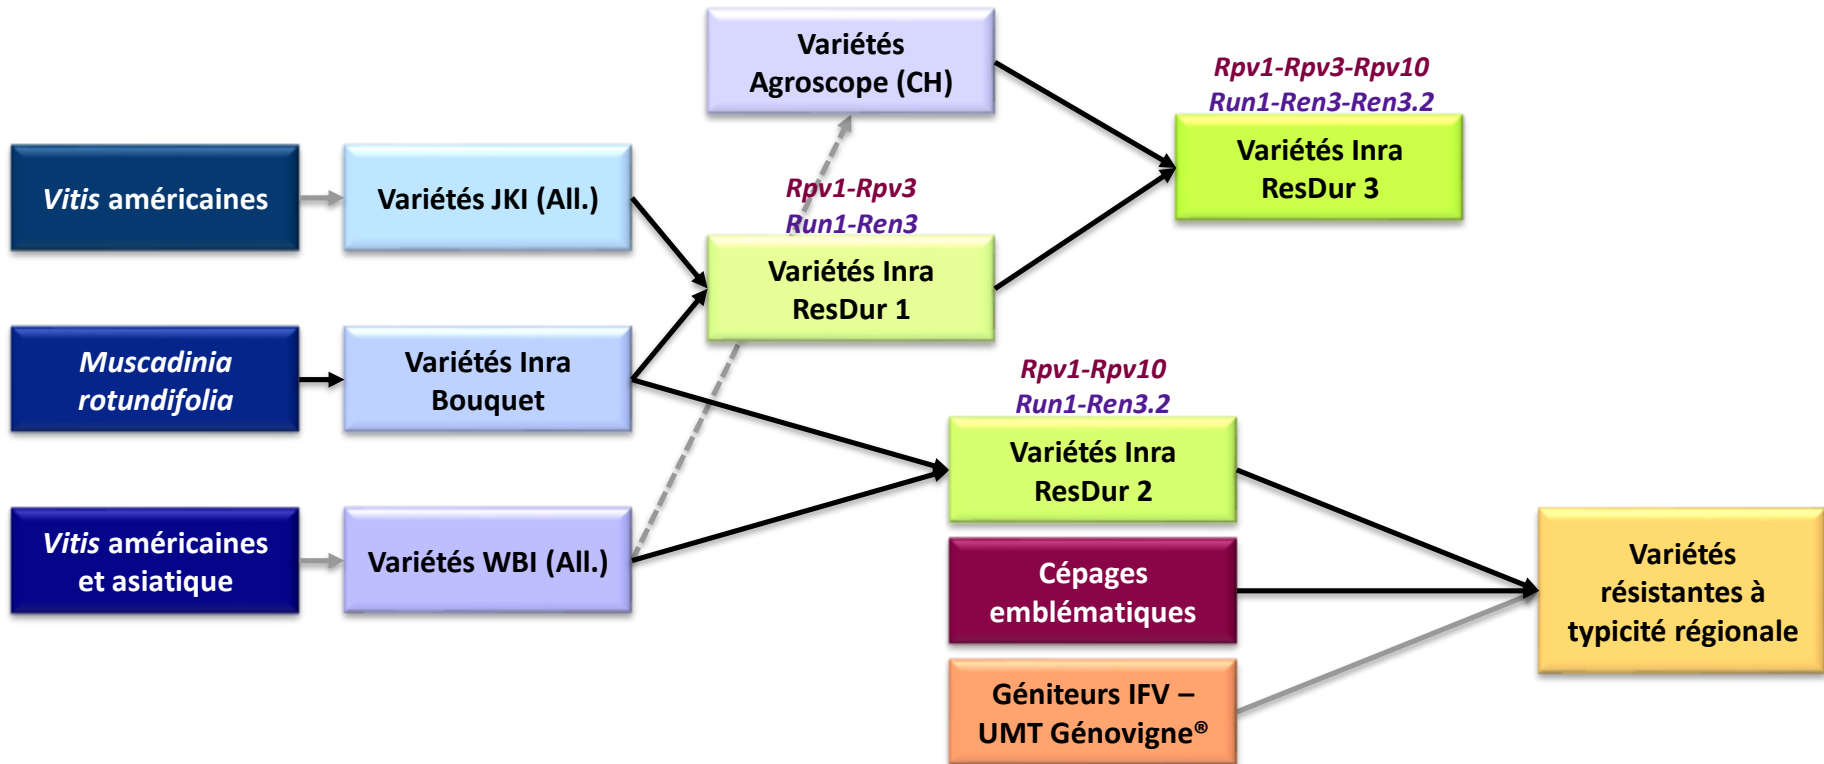 Variétés
Agroscope (CH)
Rpv1-Rpv3-Rpv10
Run1-Ren3-Ren3.2
Variétés Inra
ResDur 3
Vitis américaines
Variétés JKI (All.)
Rpv1-Rpv3
Run1-Ren3
Variétés Inra
ResDur 1
Muscadinia
rotundifolia
Variétés Inra
Bouquet
Rpv1-Rpv10
Run1-Ren3.2
Variétés Inra
ResDur 2
Vitis américaines
et asiatique
Variétés WBI (All.)
Cépages
emblématiques
Variétés
résistantes à
typicité régionale
Géniteurs IFV –
UMT Génovigne®